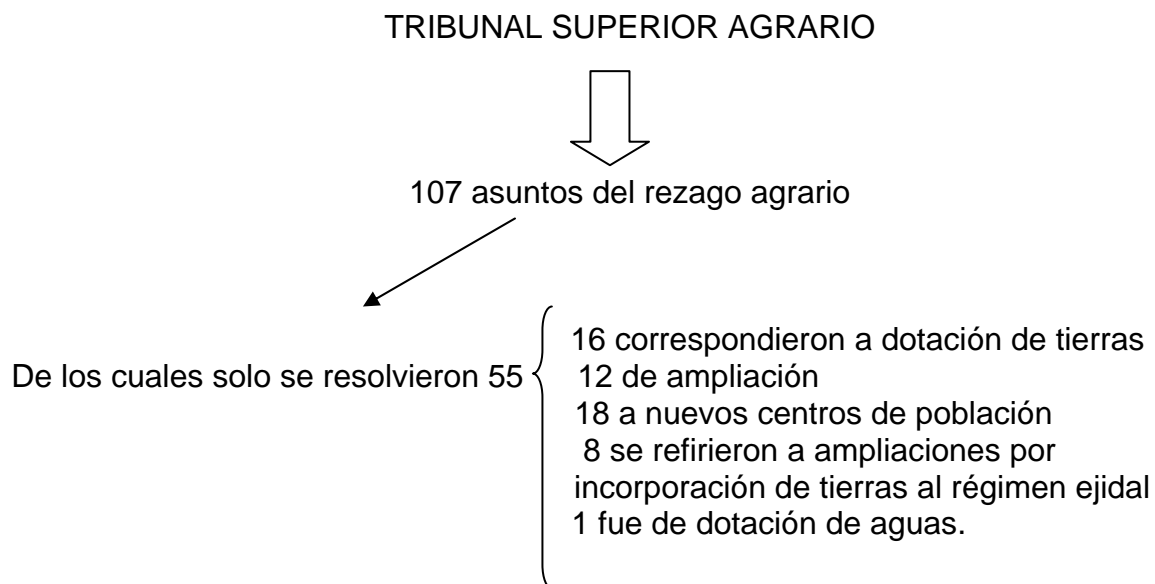 TRIBUNAL SUPERIOR AGRARIO
107 asuntos del rezago agrario
De los cuales solo se resolvieron 55
16 correspondieron a dotación de tierras
12 de ampliación
18 a nuevos centros de población
8 se refirieron a ampliaciones por
incorporación de tierras al régimen ejidal
1 fue de dotación de aguas.